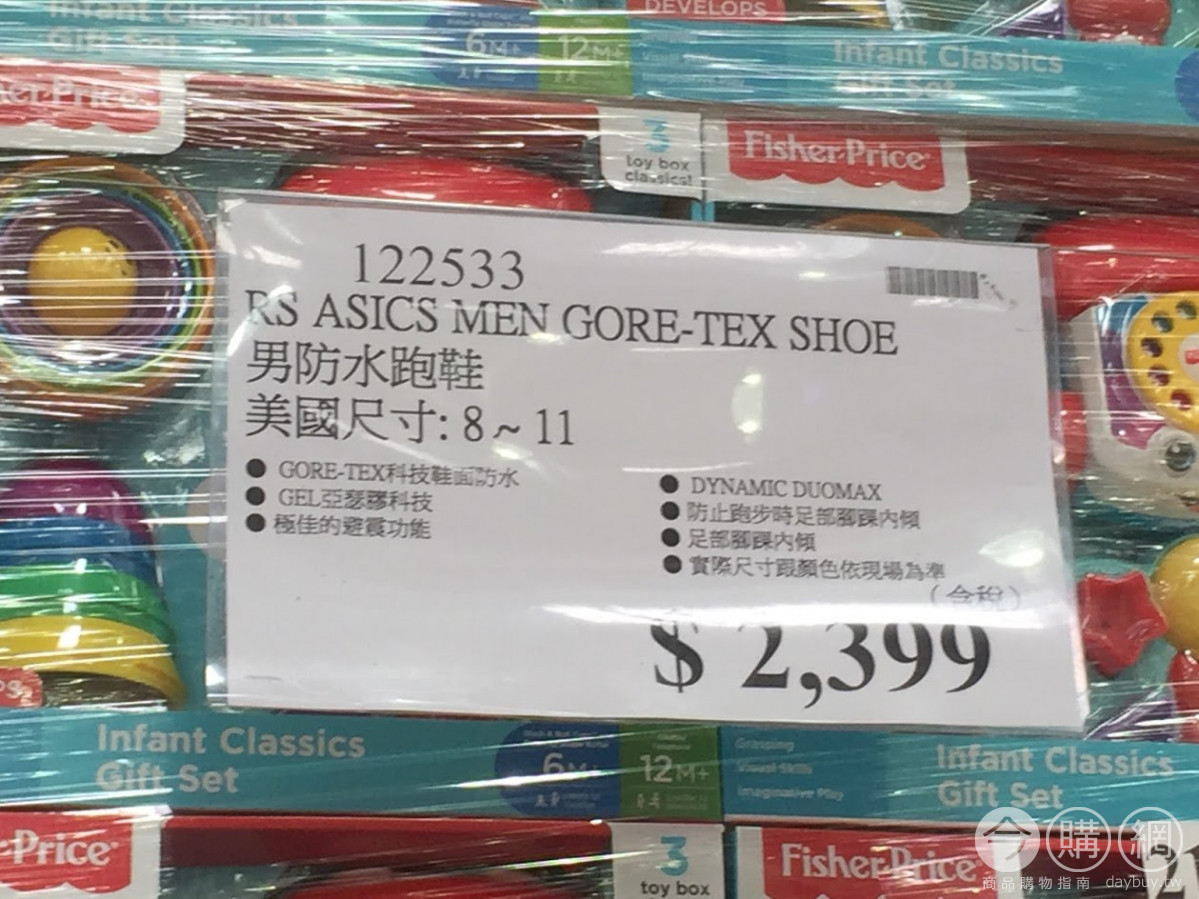 Infant Classics
Gift Set
6M+
12M+
DEVELOPS
Infant Classics
Gift Set
er-Price
3
toy box
classics!
Fisher-Price
122533
RS ASICS MEN GORE-TEX SHOE
男防水跑鞋
美國尺寸: 8 ~ 11
● GORE-TEX科技鞋面防水
● GEL亞瑟膠科技
● 極佳的避震功能
● DYNAMIC DUOMAX
● 防止跑步時足部腳踝內傾
● 足部腳踝內傾
● 實際尺寸跟顏色依現場為準
(含稅)
$ 2,399
Infant Classics
Gift Set
6M+
12M+
Grasping
Visual Skills
Imaginative Play
Infant Classics
Gift Set
-Price
3
toy box
Fisher-Price
今購網
商品購物指南 daybuy.tw